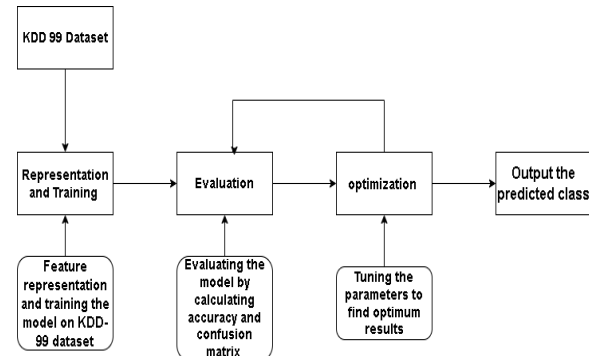 KDD 99 Dataset
Representation
and Training
Evaluation
optimization
Output the
predicted class
Feature
representation
and training the
model on KDD-
99 dataset
Evaluating the
model by
calculating
accuracy and
confusion
matrix
Tuning the
parameters to
find optimum
results